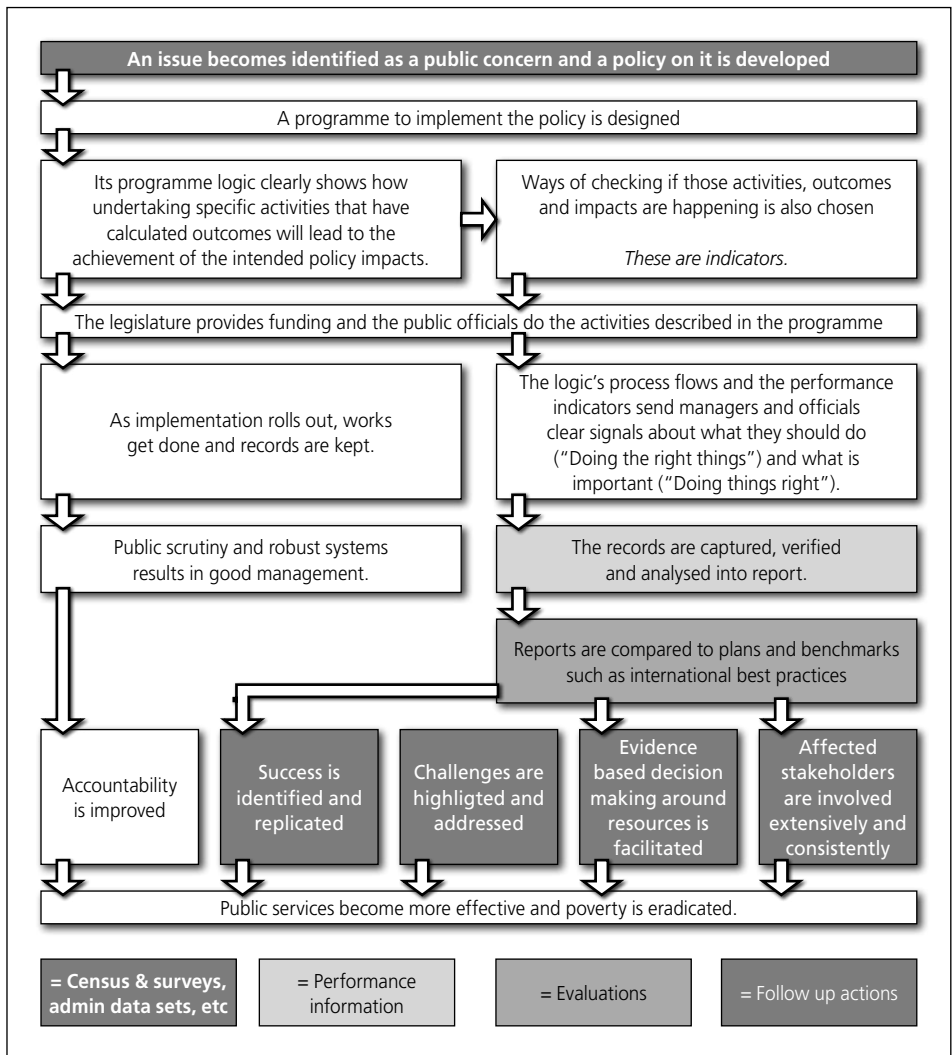 An issue becomes identified as a public concern and a policy on it is developed
A programme to implement the policy is designed
Its programme logic clearly shows how
undertaking specific activities that have
calculated outcomes will lead to the
achievement of the intended policy impacts.
Ways of checking if those activities, outcomes
and impacts are happening is also chosen
These are indicators.
The legislature provides funding and the public officials do the activities described in the programme
As implementation rolls out, works
get done and records are kept.
The logic's process flows and the performance
indicators send managers and officials
clear signals about what they should do
("Doing the right things") and what is
important ("Doing things right").
Public scrutiny and robust systems
results in good management.
The records are captured, verified
and analysed into report.
Reports are compared to plans and benchmarks
such as international best practices
Accountability
is improved
Success is
identified and
replicated
Challenges are
highligted and
addressed
Evidence
based decision
making around
resources is
facilitated
Affected
stakeholders
are involved
extensively and
consistently
Public services become more effective and poverty is eradicated.
= Census & surveys,
admin data sets, etc
= Performance
information
= Evaluations
= Follow up actions